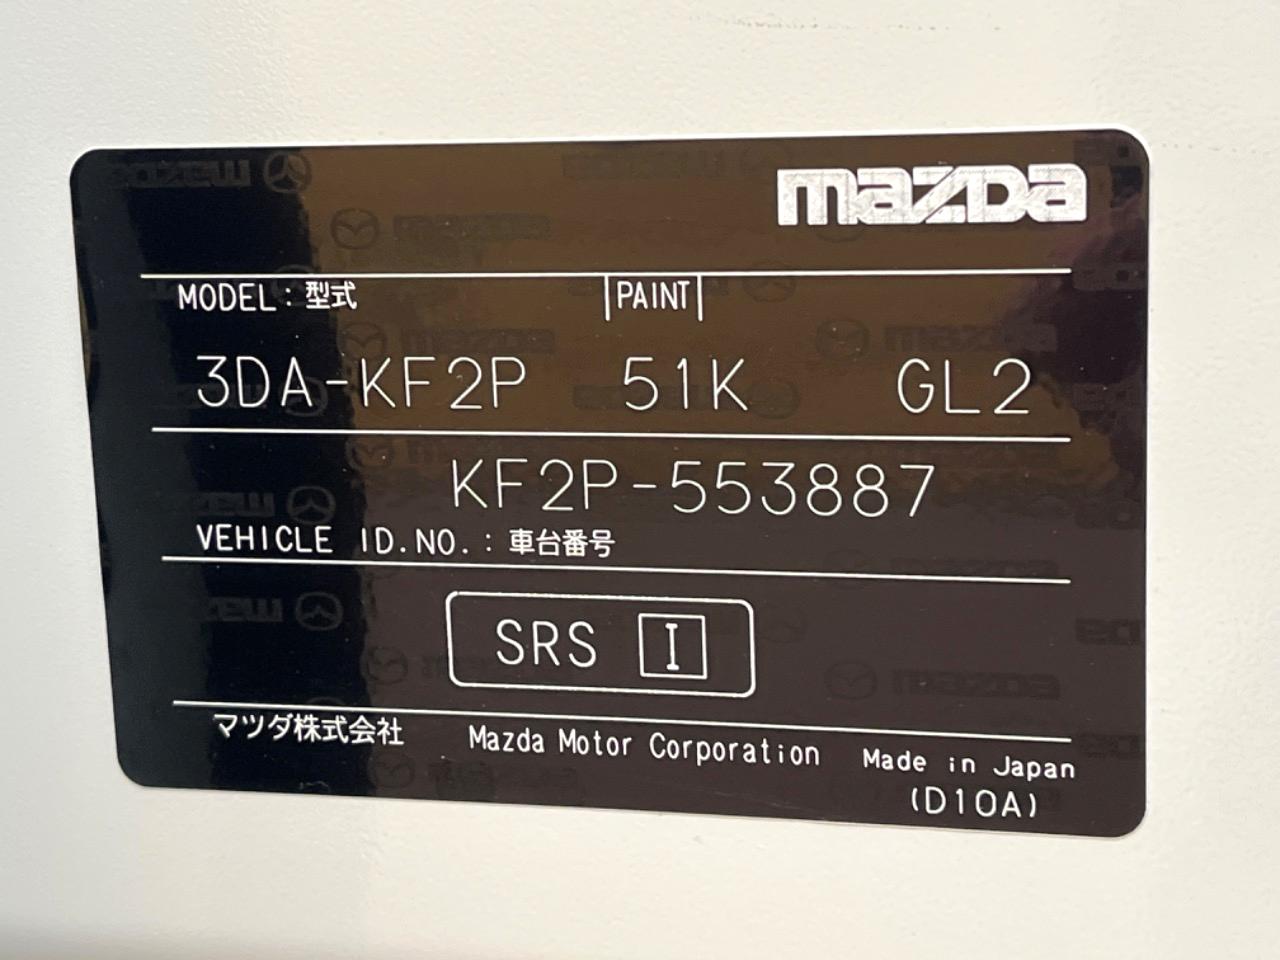 mazda
MODEL：型式 PAINT
3DA-KF2P 51K GL2
KF2P-553887
VEHICLE ID.NO.：車台番号
SRS I
マツダ株式会社 Mazda Motor Corporation Made in Japan
(D10A)